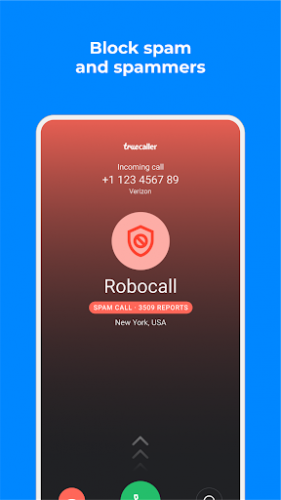 Block spam
and spammers
truecaller
Incoming call
+1 123 4567 89
Verizon
Robocall
SPAM CALL · 3509 REPORTS
New York, USA